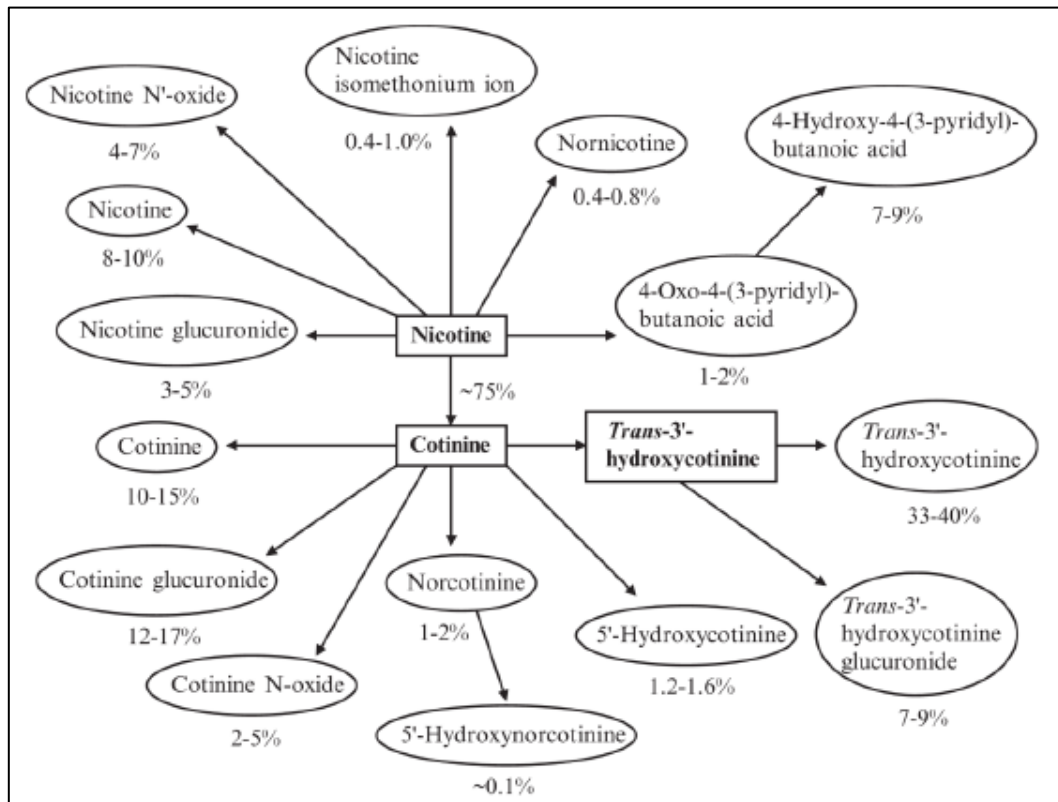 Nicotine N'-oxide
4-7%
Nicotine
isomethonium ion
0.4-1.0%
Nornicotine
0.4-0.8%
4-Hydroxy-4-(3-pyridyl)-
butanoic acid
7-9%
Nicotine
8-10%
4-Oxo-4-(3-pyridyl)-
butanoic acid
1-2%
Nicotine glucuronide
3-5%
Nicotine
~75%
Cotinine
10-15%
Cotinine
Trans-3'-
hydroxycotinine
Trans-3'-
hydroxycotinine
33-40%
Cotinine glucuronide
12-17%
Norcotinine
1-2%
5'-Hydroxycotinine
1.2-1.6%
Trans-3'-
hydroxycotinine
glucuronide
7-9%
Cotinine N-oxide
2-5%
5'-Hydroxynorcotinine
~0.1%